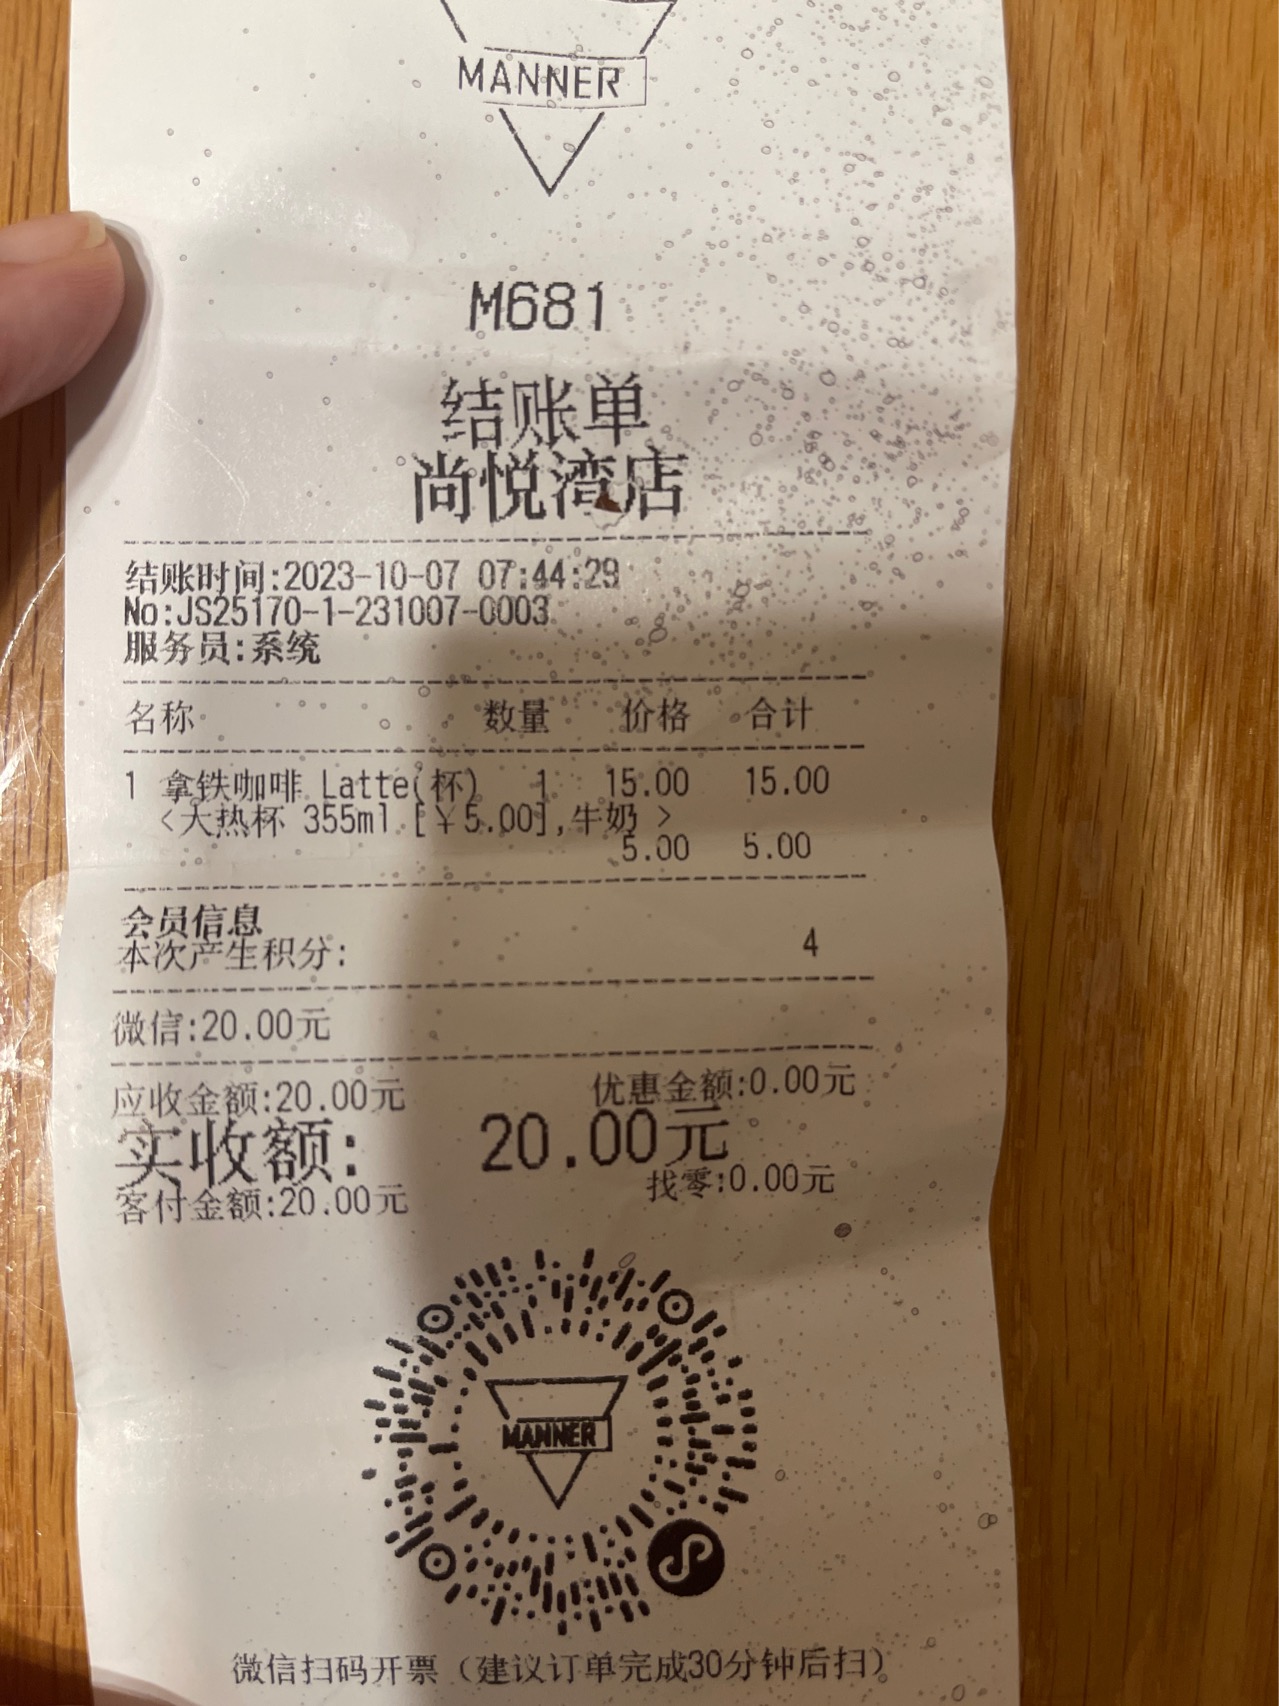 MANNER
M681
结账单
尚悦湾店
结账时间:2023-10-07 07:44:29
No:JS25170-1-231007-0003
服务员:系统
名称 数量 价格 合计
1 拿铁咖啡 Latte(杯) 1 15.00 15.00
<大热杯 355ml [￥5.00],牛奶 >
5.00 5.00
会员信息
本次产生积分: 4
微信:20.00元
应收金额:20.00元 优惠金额:0.00元
实收额: 20.00元
客付金额:20.00元 找零:0.00元
MANNER
微信扫码开票（建议订单完成30分钟后扫）